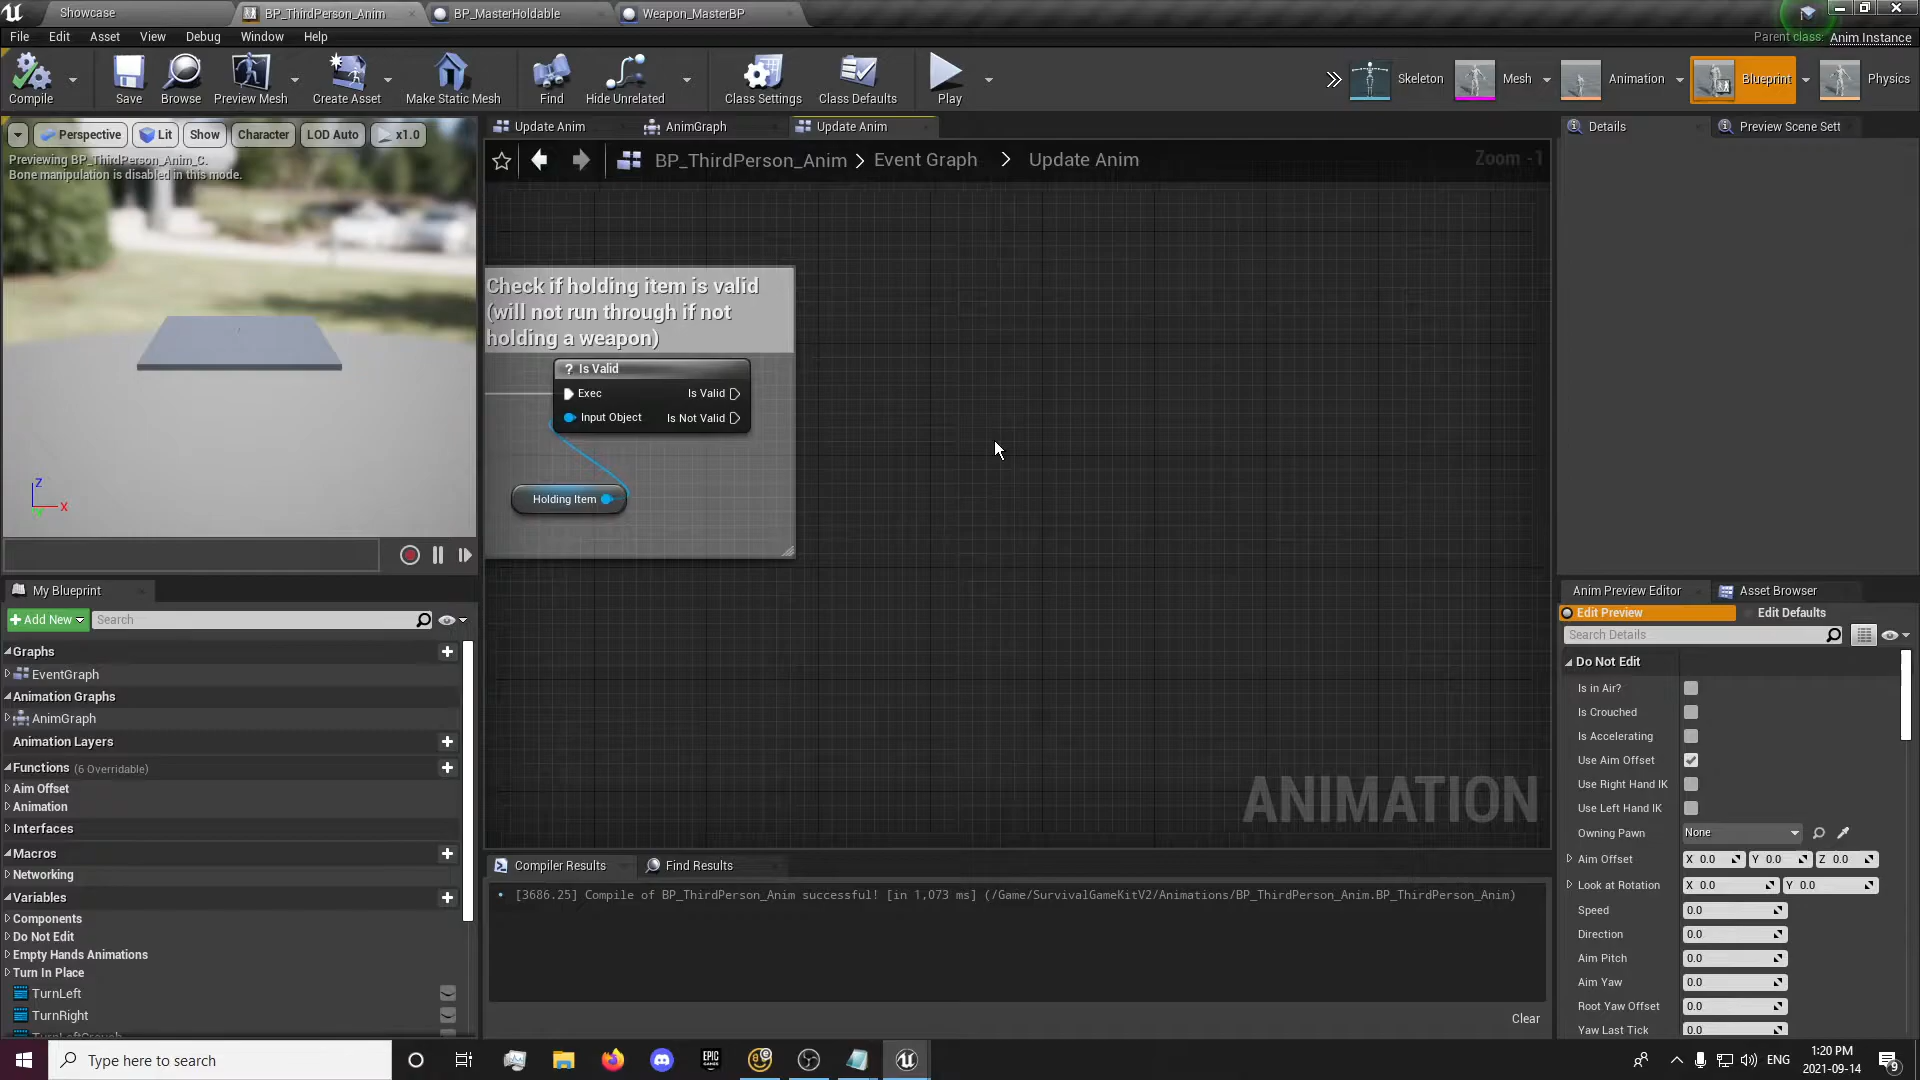 Showcase
BP_ThirdPerson_Anim
BP_MasterHoldable
Weapon_MasterBP
File Edit Asset View Debug Window Help
Parent class: Anim Instance
Compile
Save
Browse
Preview Mesh
Create Asset
Make Static Mesh
Find
Hide Unrelated
Class Settings
Class Defaults
Play
Skeleton
Mesh
Animation
Blueprint
Physics
Perspective
Lit
Show
Character
LOD Auto
x1.0
Previewing BP_ThirdPerson_Anim_C.
Bone manipulation is disabled in this mode.
Z
X
Update Anim
AnimGraph
Update Anim
BP_ThirdPerson_Anim > Event Graph > Update Anim
Zoom -1
Check if holding item is valid
(will not run through if not
holding a weapon)
? Is Valid
Exec Is Valid
Input Object Is Not Valid
Holding Item
ANIMATION
My Blueprint
+ Add New
Search
Graphs
EventGraph
Animation Graphs
AnimGraph
Animation Layers
Functions (6 Overridable)
Aim Offset
Animation
Interfaces
Macros
Networking
Variables
Components
Do Not Edit
Empty Hands Animations
Turn In Place
TurnLeft
TurnRight
TurnLeftCrouch
Compiler Results
Find Results
[3686.25] Compile of BP_ThirdPerson_Anim successful! [in 1,073 ms] (/Game/SurvivalGameKitV2/Animations/BP_ThirdPerson_Anim.BP_ThirdPerson_Anim)
Clear
Details
Preview Scene Sett
Anim Preview Editor
Asset Browser
Edit Preview
Edit Defaults
Search Details
Do Not Edit
Is in Air?
Is Crouched
Is Accelerating
Use Aim Offset
Use Right Hand IK
Use Left Hand IK
Owning Pawn None
Aim Offset X 0.0 Y 0.0 Z 0.0
Look at Rotation X 0.0 Y 0.0
Speed 0.0
Direction 0.0
Aim Pitch 0.0
Aim Yaw 0.0
Root Yaw Offset 0.0
Yaw Last Tick 0.0
Type here to search
EPIC
ENG
1:20 PM
2021-09-14
9